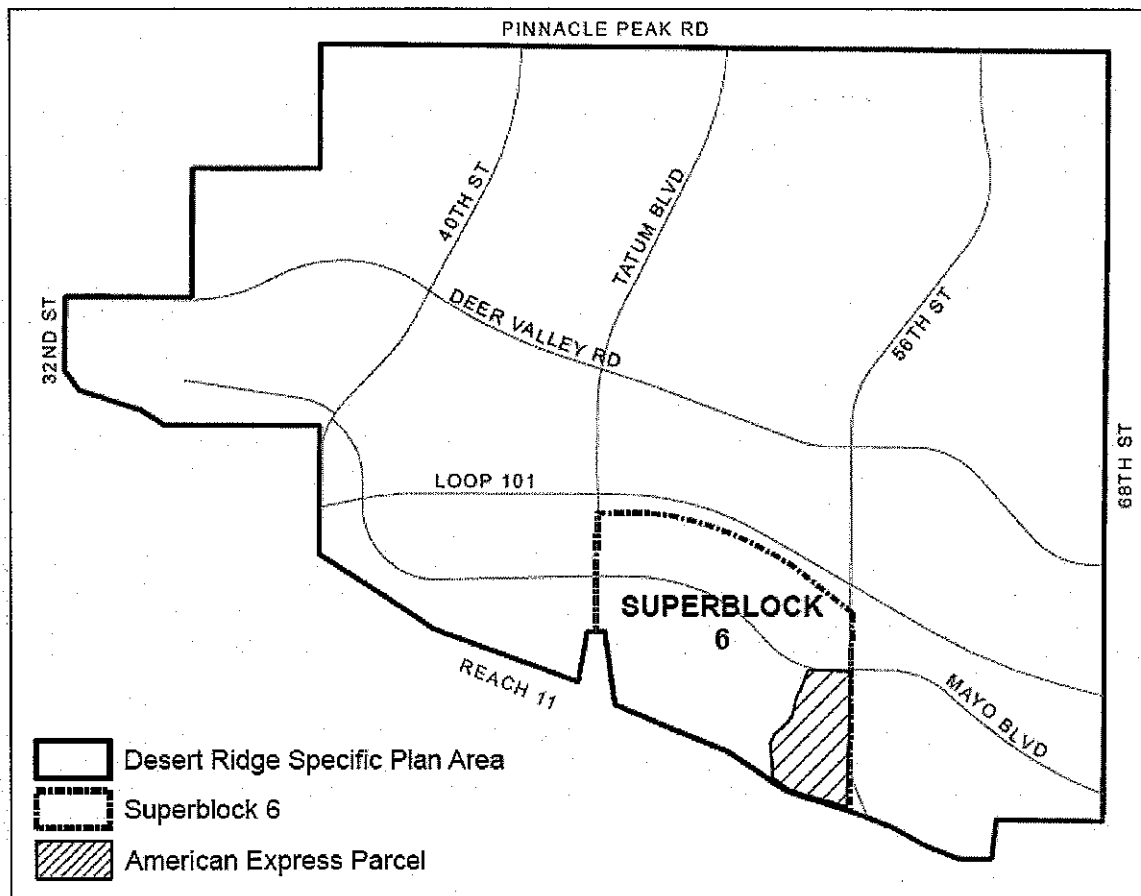 PINNACLE PEAK RD
40TH ST
TATUM BLVD
DEER VALLEY RD
56TH ST
32ND ST
68TH ST
LOOP 101
SUPERBLOCK
6
REACH 11
MAYO BLVD
Desert Ridge Specific Plan Area
Superblock 6
American Express Parcel